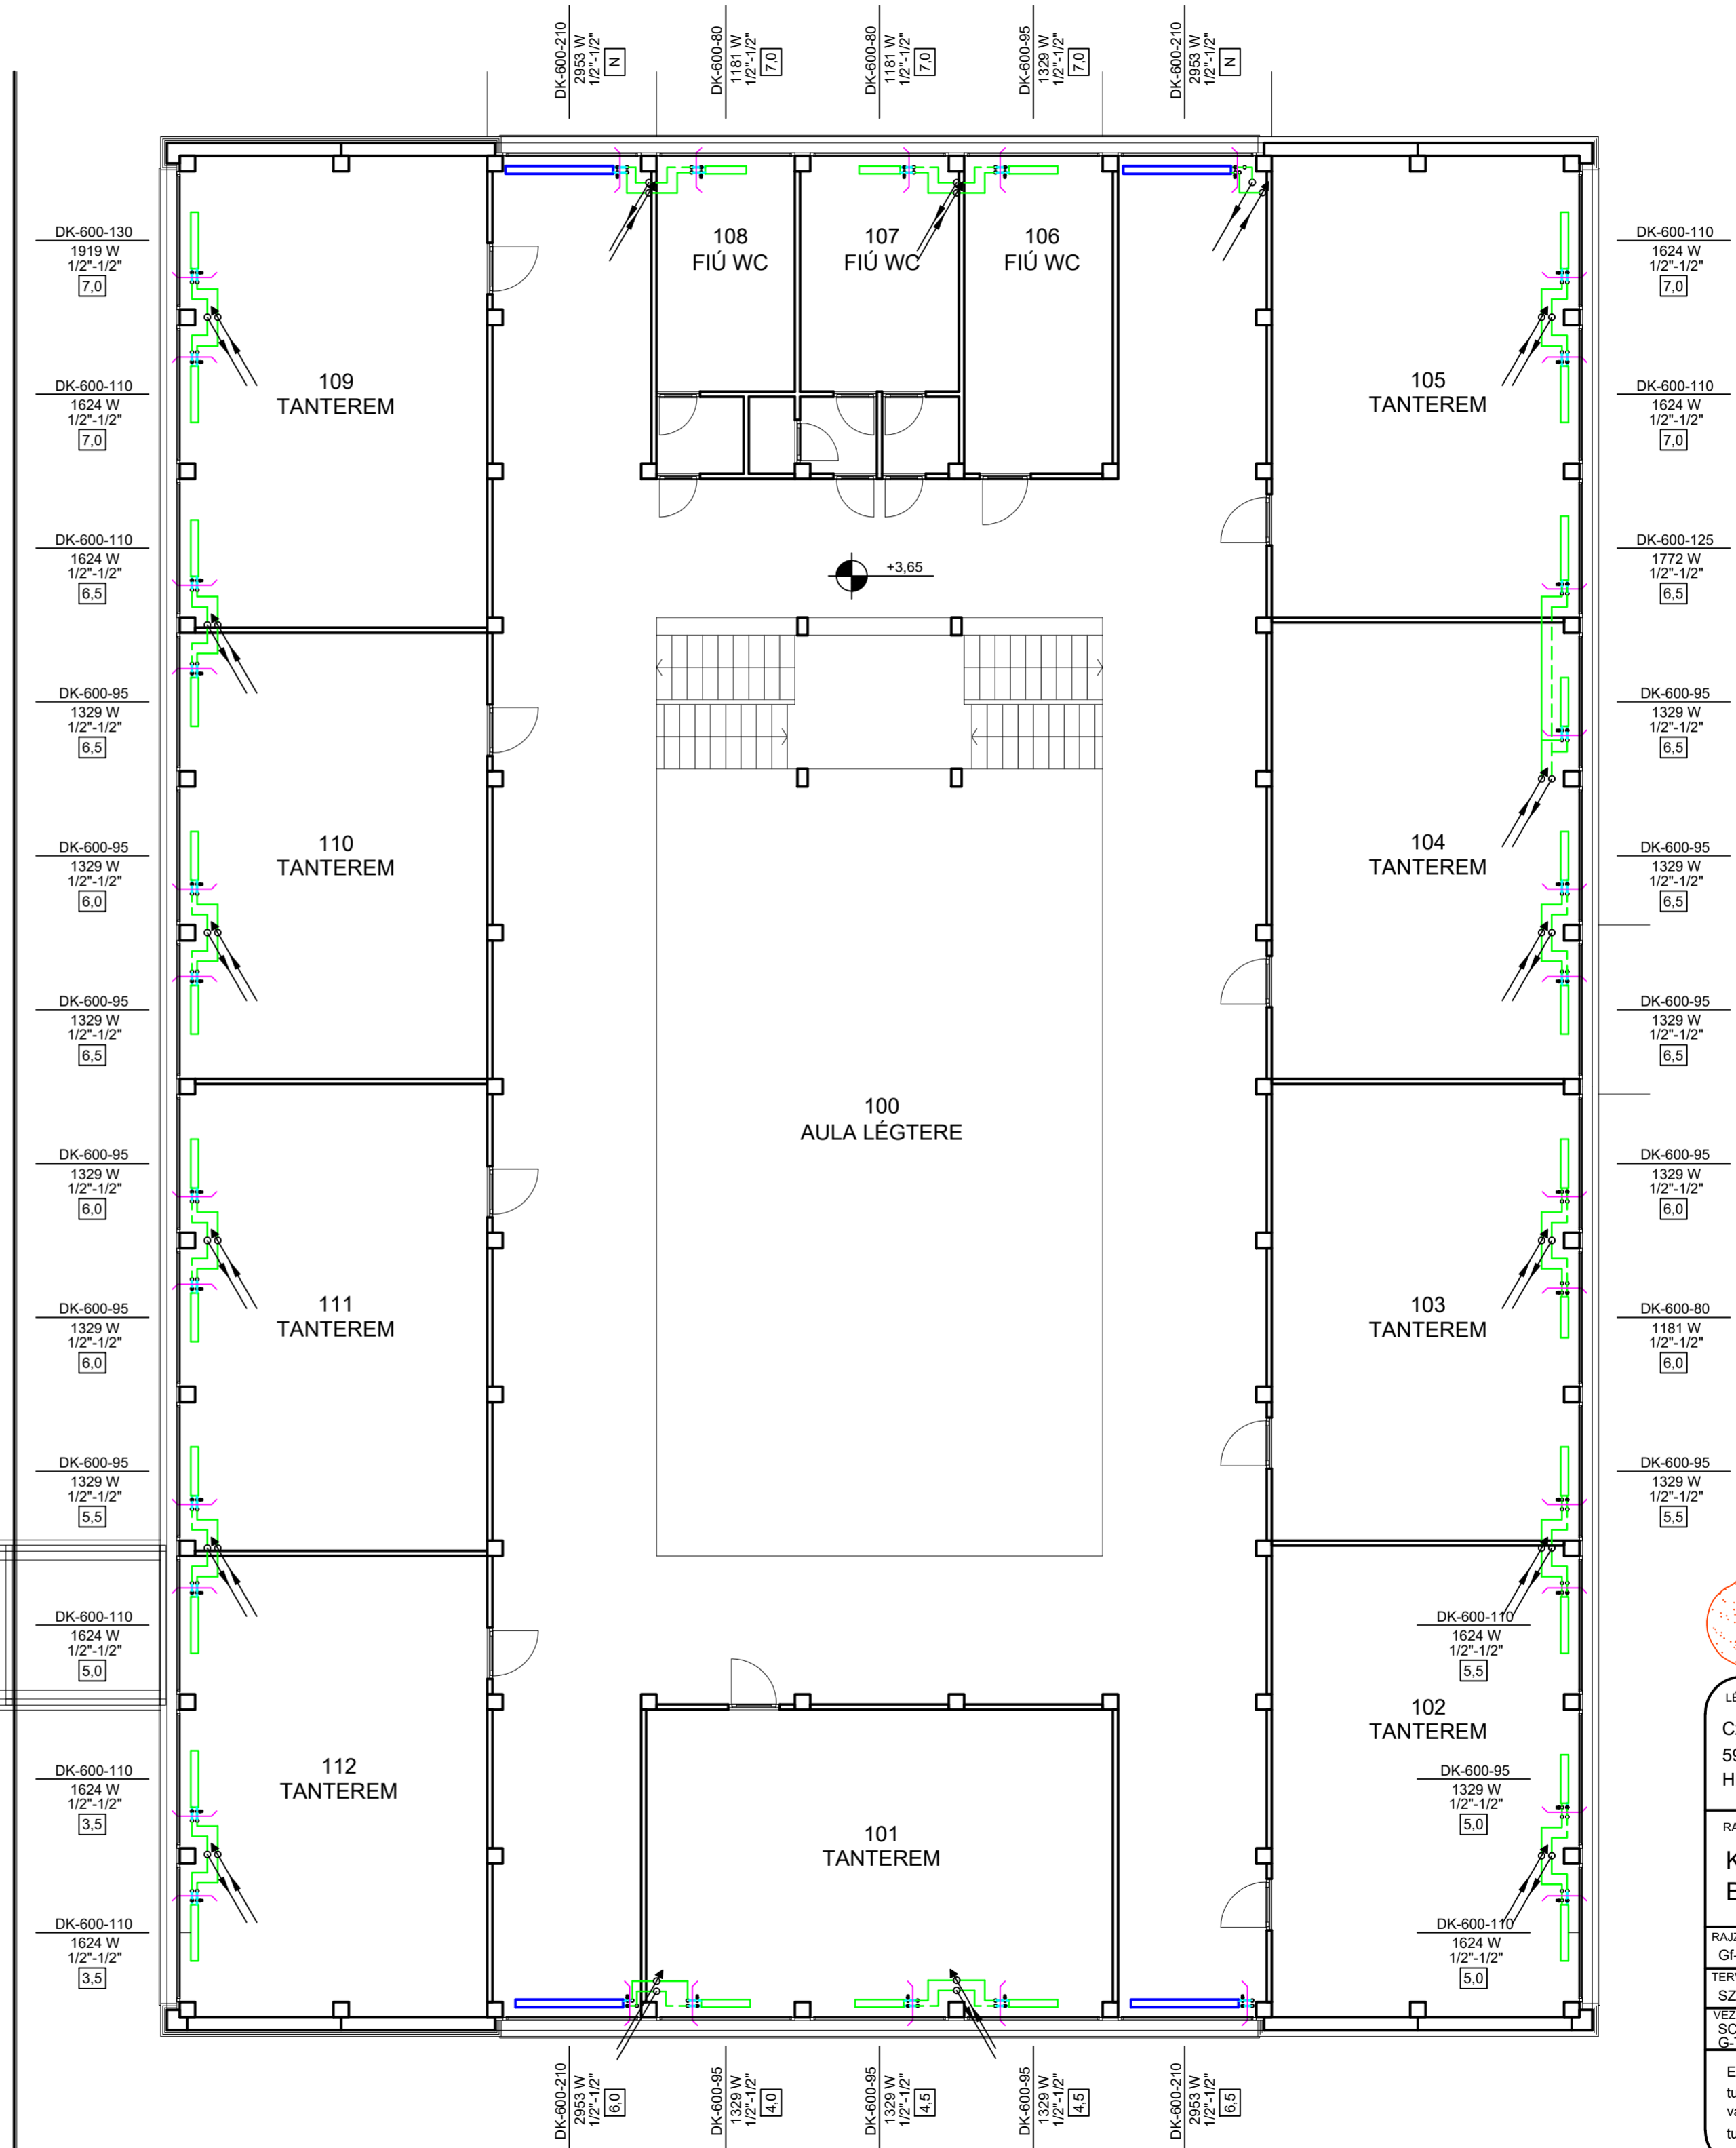 DK-600-210
2953 W
1/2"-1/2"
N
DK-600-80
1181 W
1/2"-1/2"
7,0
DK-600-80
1181 W
1/2"-1/2"
7,0
DK-600-95
1329 W
1/2"-1/2"
7,0
DK-600-210
2953 W
1/2"-1/2"
N
DK-600-130
1919 W
1/2"-1/2"
7,0
DK-600-110
1624 W
1/2"-1/2"
7,0
DK-600-110
1624 W
1/2"-1/2"
6,5
DK-600-95
1329 W
1/2"-1/2"
6,5
DK-600-95
1329 W
1/2"-1/2"
6,0
DK-600-95
1329 W
1/2"-1/2"
6,5
DK-600-95
1329 W
1/2"-1/2"
6,0
DK-600-95
1329 W
1/2"-1/2"
6,0
DK-600-95
1329 W
1/2"-1/2"
5,5
DK-600-110
1624 W
1/2"-1/2"
5,0
DK-600-110
1624 W
1/2"-1/2"
3,5
DK-600-110
1624 W
1/2"-1/2"
3,5
108
FIÚ WC
107
FIÚ WC
106
FIÚ WC
109
TANTEREM
105
TANTEREM
+3,65
110
TANTEREM
104
TANTEREM
100
AULA LÉGTERE
111
TANTEREM
103
TANTEREM
112
TANTEREM
101
TANTEREM
DK-600-110
1624 W
1/2"-1/2"
5,5
102
TANTEREM
DK-600-95
1329 W
1/2"-1/2"
5,0
DK-600-110
1624 W
1/2"-1/2"
5,0
DK-600-110
1624 W
1/2"-1/2"
7,0
DK-600-110
1624 W
1/2"-1/2"
7,0
DK-600-125
1772 W
1/2"-1/2"
6,5
DK-600-95
1329 W
1/2"-1/2"
6,5
DK-600-95
1329 W
1/2"-1/2"
6,5
DK-600-95
1329 W
1/2"-1/2"
6,5
DK-600-95
1329 W
1/2"-1/2"
6,0
DK-600-80
1181 W
1/2"-1/2"
6,0
DK-600-95
1329 W
1/2"-1/2"
5,5
DK-600-210
2953 W
1/2"-1/2"
6,0
DK-600-95
1329 W
1/2"-1/2"
4,0
DK-600-95
1329 W
1/2"-1/2"
4,5
DK-600-95
1329 W
1/2"-1/2"
4,5
DK-600-210
2953 W
1/2"-1/2"
6,5